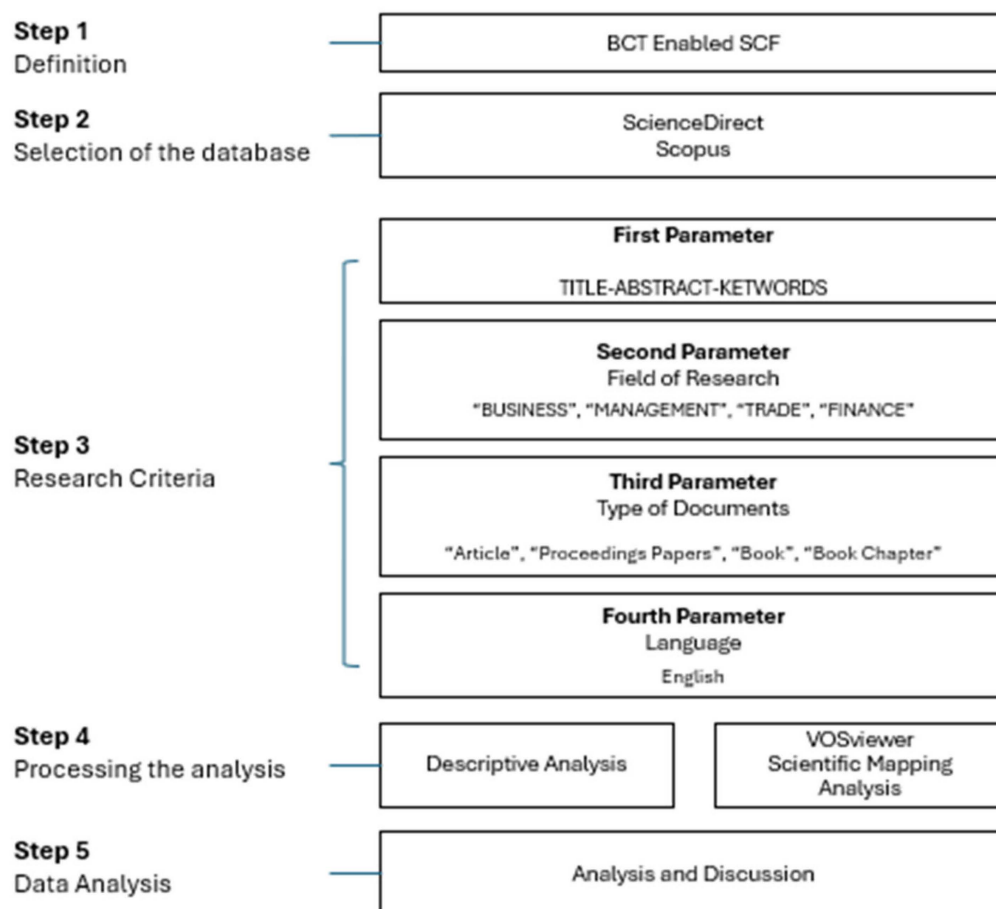 Step 1
Definition
BCT Enabled SCF
Step 2
Selection of the database
ScienceDirect
Scopus
Step 3
Research Criteria
First Parameter
TITLE-ABSTRACT-KETWORDS
Second Parameter
Field of Research
“BUSINESS”, “MANAGEMENT”, “TRADE”, “FINANCE”
Third Parameter
Type of Documents
“Article”, “Proceedings Papers”, “Book”, “Book Chapter”
Fourth Parameter
Language
English
Step 4
Processing the analysis
Descriptive Analysis
VOSviewer
Scientific Mapping
Analysis
Step 5
Data Analysis
Analysis and Discussion